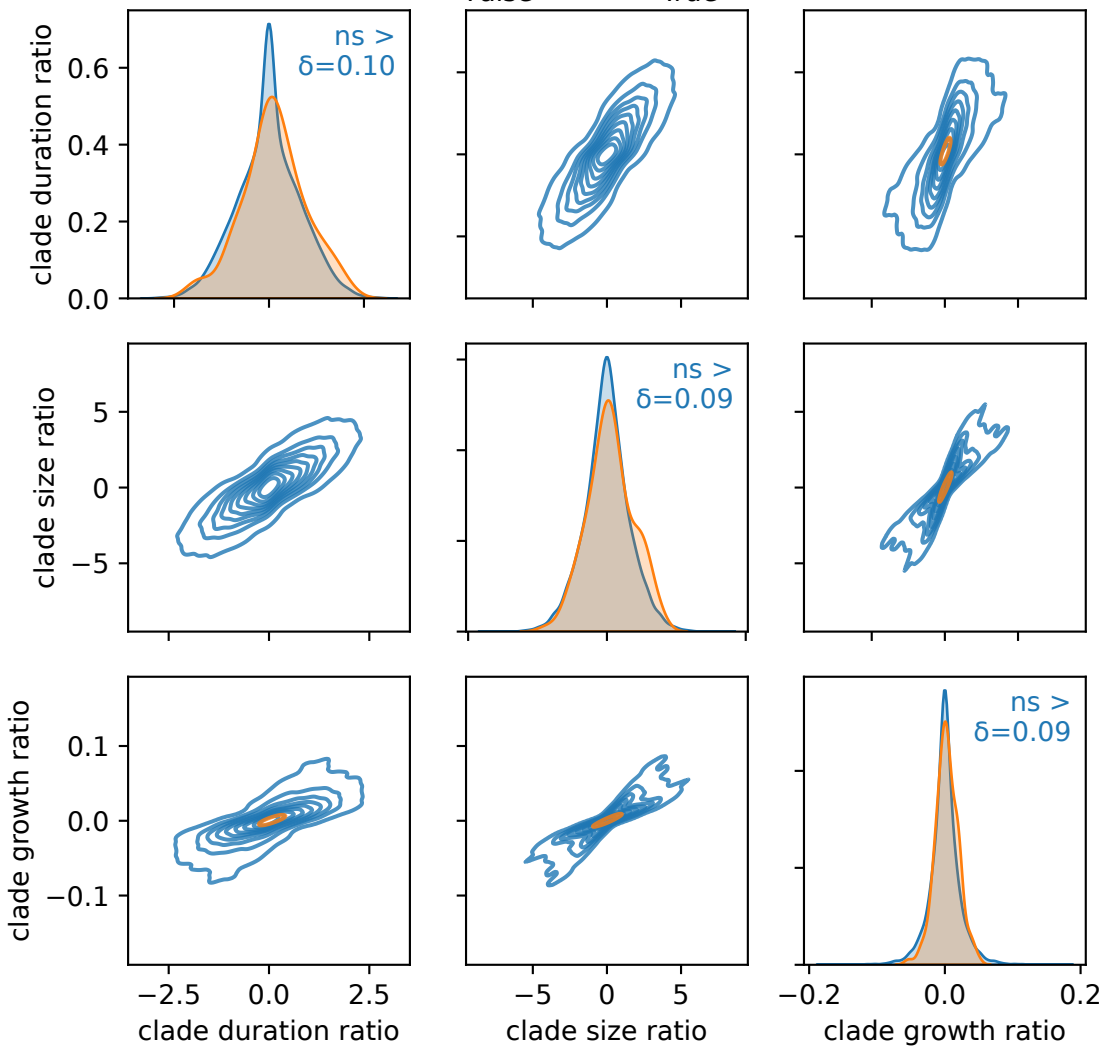 clade duration ratio
0.6
0.4
0.2
0.0
ns >
δ=0.10
clade size ratio
5
0
−5
ns >
δ=0.09
clade growth ratio
0.1
0.0
−0.1
ns >
δ=0.09
−2.5 0.0 2.5
−5 0 5
−0.2 0.0 0.2
clade duration ratio
clade size ratio
clade growth ratio